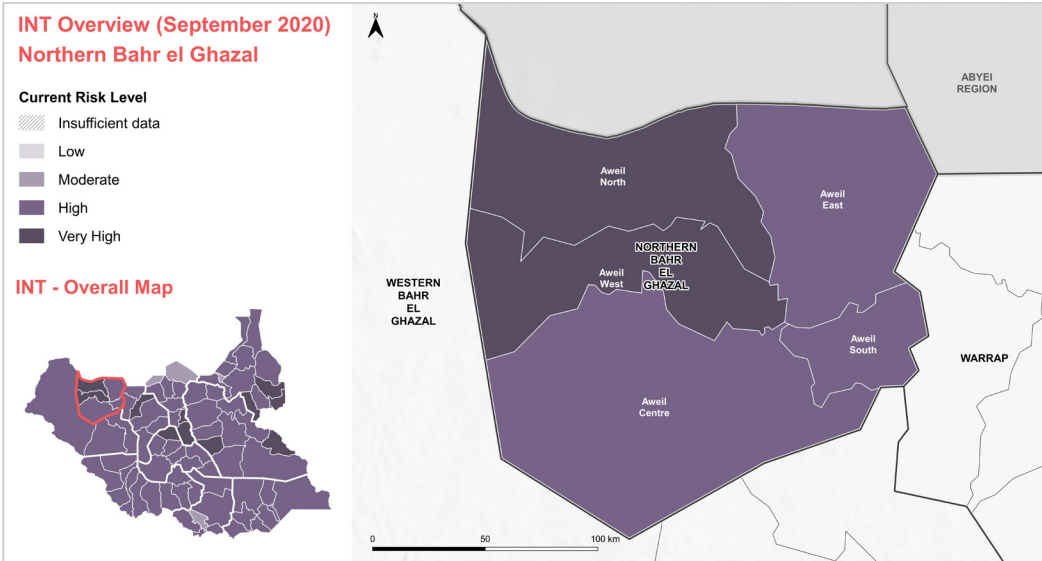 INT Overview (September 2020)
Northern Bahr el Ghazal
Current Risk Level
Insufficient data
Low
Moderate
High
Very High
INT - Overall Map
N
ABYEI
REGION
Aweil
North
Aweil
East
NORTHERN
BAHR
EL
GHAZAL
Aweil
West
WESTERN
BAHR
EL
GHAZAL
Aweil
South
WARRAP
Aweil
Centre
0 50 100 km